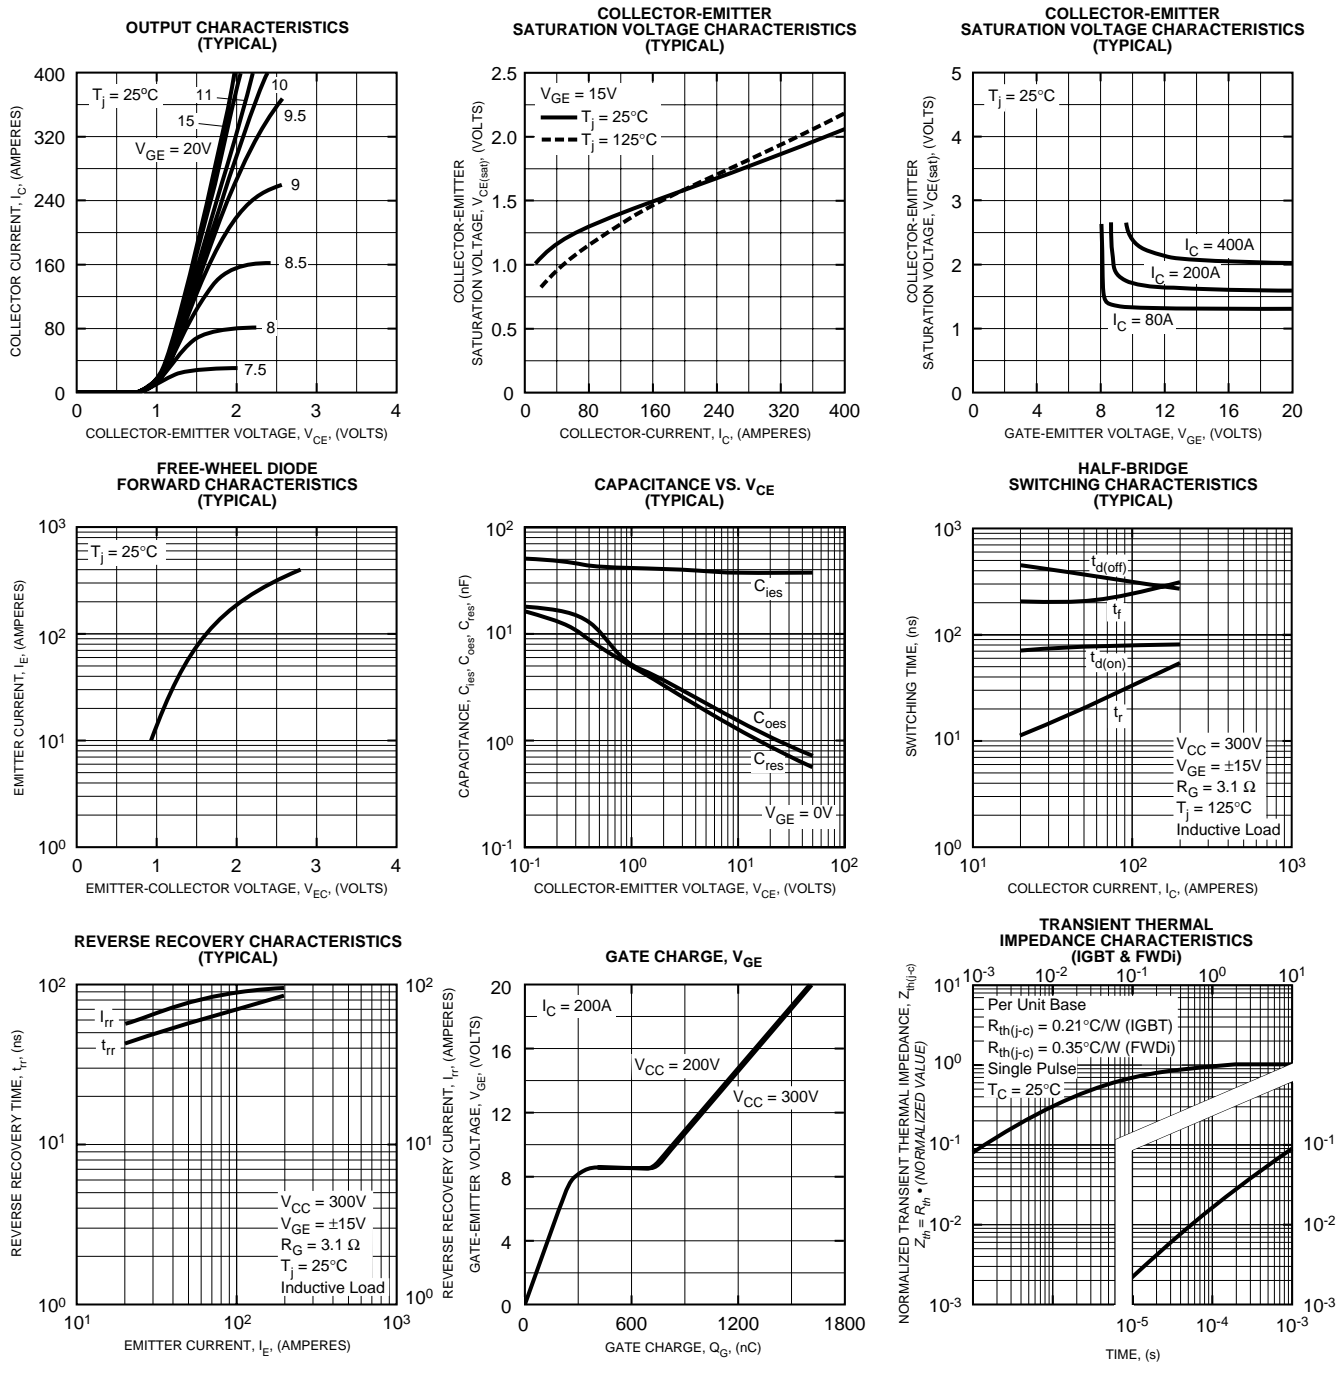 OUTPUT CHARACTERISTICS
(TYPICAL)
COLLECTOR CURRENT, IC, (AMPERES)
400
320
240
160
80
0
Tj = 25°C
11
10
15
9.5
VGE = 20V
9
8.5
8
7.5
0 1 2 3 4
COLLECTOR-EMITTER VOLTAGE, VCE, (VOLTS)
COLLECTOR-EMITTER
SATURATION VOLTAGE CHARACTERISTICS
(TYPICAL)
COLLECTOR-EMITTER
SATURATION VOLTAGE, VCE(sat), (VOLTS)
2.5
2.0
1.5
1.0
0.5
0
VGE = 15V
Tj = 25°C
Tj = 125°C
0 80 160 240 320 400
COLLECTOR-CURRENT, IC, (AMPERES)
COLLECTOR-EMITTER
SATURATION VOLTAGE CHARACTERISTICS
(TYPICAL)
COLLECTOR-EMITTER
SATURATION VOLTAGE, VCE(sat), (VOLTS)
5
4
3
2
1
0
Tj = 25°C
IC = 400A
IC = 200A
IC = 80A
0 4 8 12 16 20
GATE-EMITTER VOLTAGE, VGE, (VOLTS)
FREE-WHEEL DIODE
FORWARD CHARACTERISTICS
(TYPICAL)
EMITTER CURRENT, IE, (AMPERES)
10³
10²
10¹
10⁰
Tj = 25°C
0 1 2 3 4
EMITTER-COLLECTOR VOLTAGE, VEC, (VOLTS)
CAPACITANCE VS. VCE
(TYPICAL)
CAPACITANCE, Cies, Coes, Cres, (nF)
10²
10¹
10⁰
10⁻¹
Cies
Coes
Cres
VGE = 0V
10⁻¹ 10⁰ 10¹ 10²
COLLECTOR-EMITTER VOLTAGE, VCE, (VOLTS)
HALF-BRIDGE
SWITCHING CHARACTERISTICS
(TYPICAL)
SWITCHING TIME, (ns)
10³
10²
10¹
10⁰
td(off)
tf
td(on)
tr
VCC = 300V
VGE = ±15V
RG = 3.1 Ω
Tj = 125°C
Inductive Load
10¹ 10² 10³
COLLECTOR CURRENT, IC, (AMPERES)
REVERSE RECOVERY CHARACTERISTICS
(TYPICAL)
REVERSE RECOVERY TIME, trr, (ns)
10²
10¹
10⁰
Irr
trr
VCC = 300V
VGE = ±15V
RG = 3.1 Ω
Tj = 25°C
Inductive Load
10²
10¹
10⁰
REVERSE RECOVERY CURRENT, Irr, (AMPERES)
10¹ 10² 10³
EMITTER CURRENT, IE, (AMPERES)
GATE CHARGE, VGE
GATE-EMITTER VOLTAGE, VGE, (VOLTS)
20
16
12
8
4
0
IC = 200A
VCC = 200V
VCC = 300V
0 600 1200 1800
GATE CHARGE, QG, (nC)
TRANSIENT THERMAL
IMPEDANCE CHARACTERISTICS
(IGBT & FWDi)
NORMALIZED TRANSIENT THERMAL IMPEDANCE, Zth(j-c)
Zth = Rth • (NORMALIZED VALUE)
10⁻³ 10⁻² 10⁻¹ 10⁰ 10¹
10¹
10⁰
10⁻¹
10⁻²
10⁻³
Per Unit Base
Rth(j-c) = 0.21°C/W (IGBT)
Rth(j-c) = 0.35°C/W (FWDi)
Single Pulse
TC = 25°C
10⁻¹
10⁻²
10⁻³
10⁻⁵ 10⁻⁴ 10⁻³
TIME, (s)